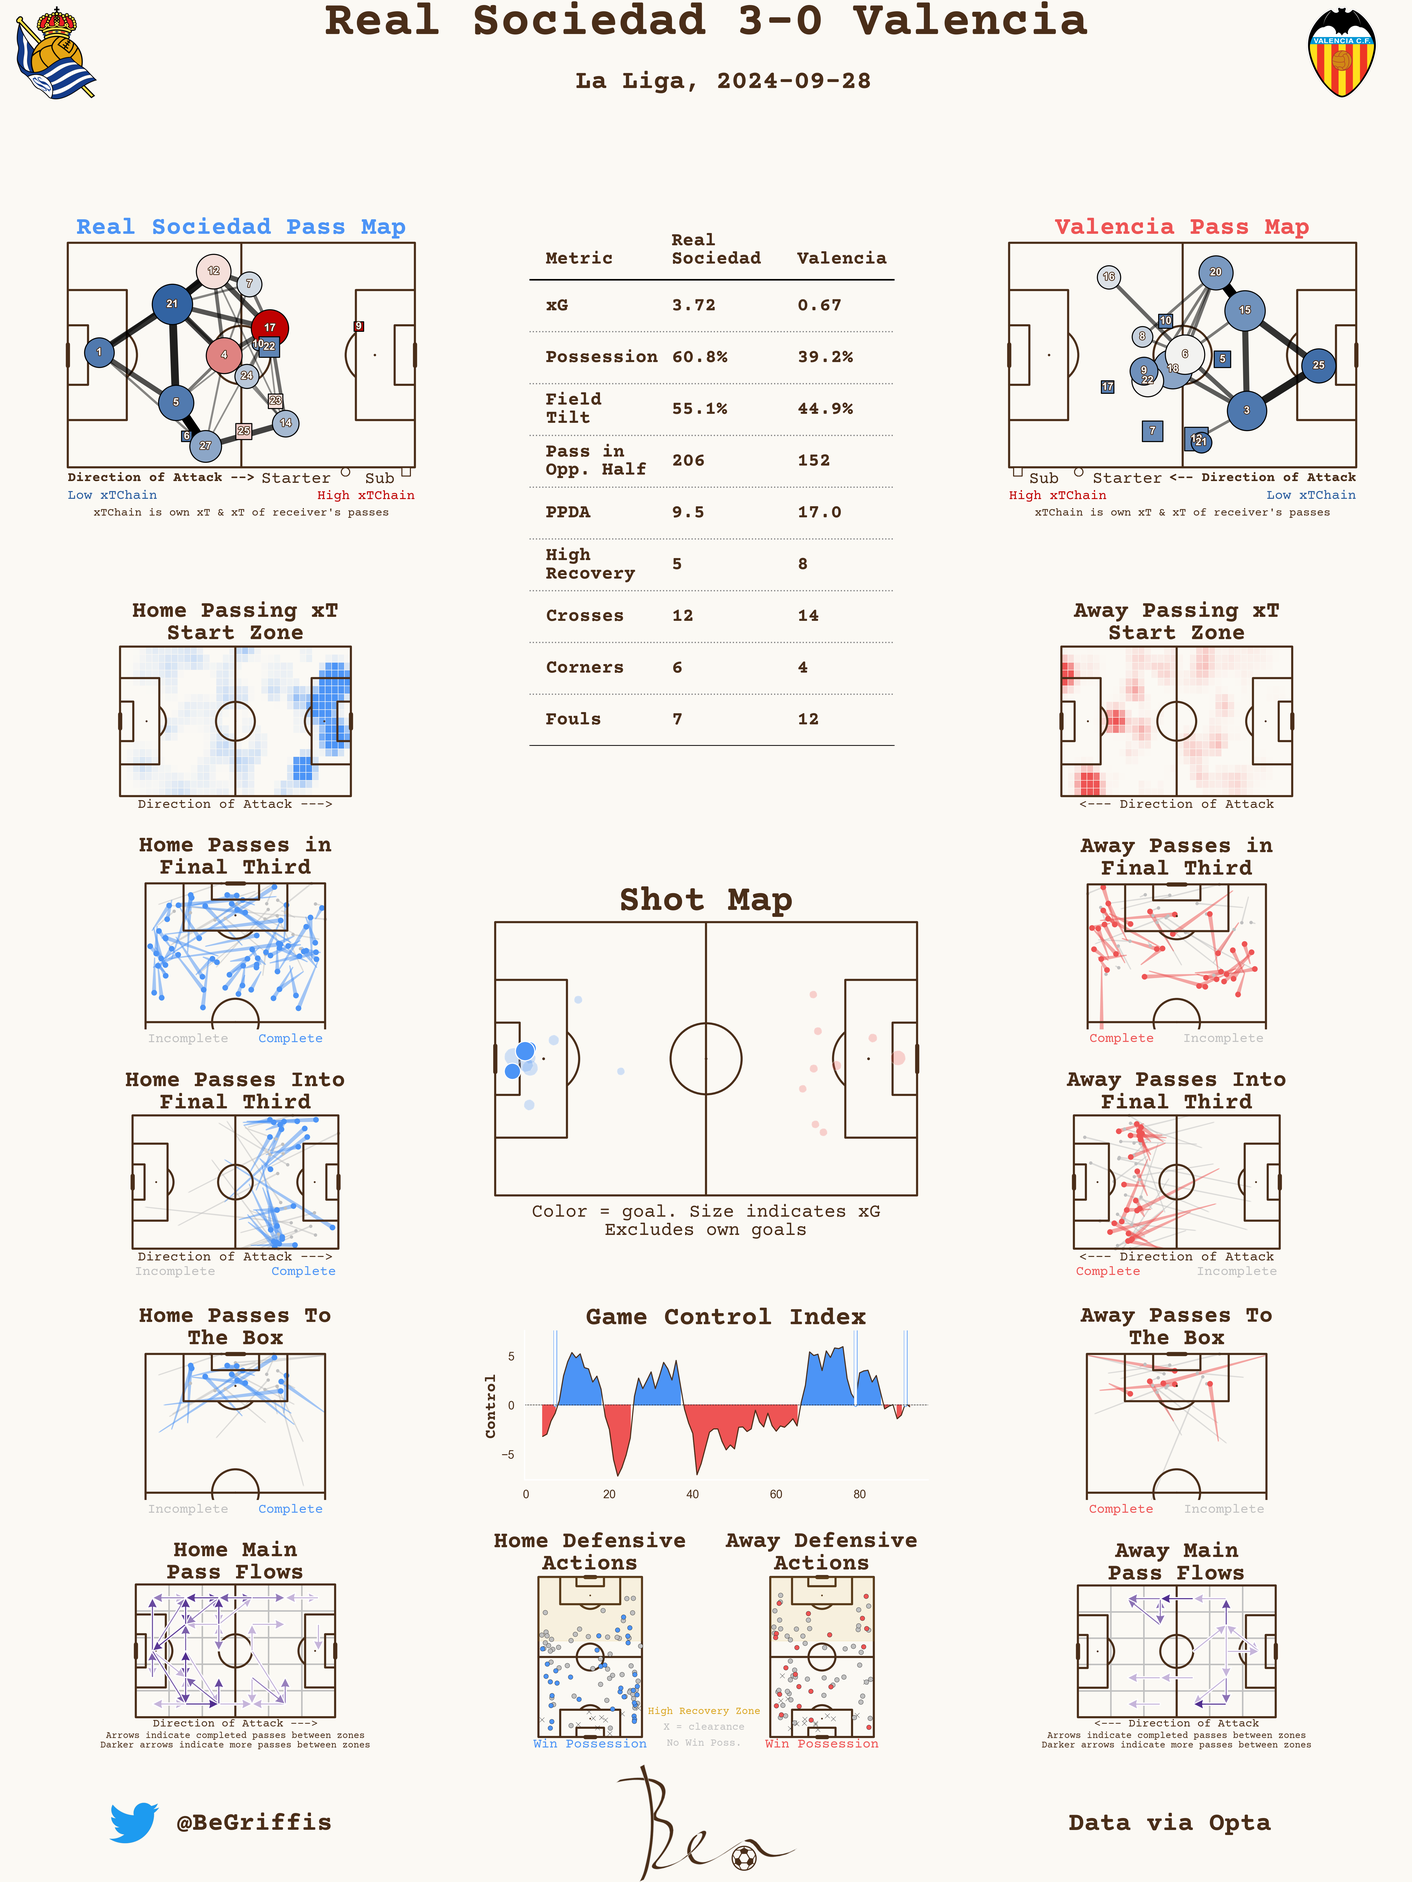 Real Sociedad 3-0 Valencia
La Liga, 2024-09-28
VALENCIA C.F.
Real Sociedad Pass Map
12
7
21
17
9
10
22
1
4
24
5
23
14
25
6
27
Direction of Attack --> Starter Sub
Low xTChain High xTChain
xTChain is own xT & xT of receiver's passes
Metric Real Sociedad Valencia
xG 3.72 0.67
Possession 60.8% 39.2%
Field Tilt 55.1% 44.9%
Pass in Opp. Half 206 152
PPDA 9.5 17.0
High Recovery 5 8
Crosses 12 14
Corners 6 4
Fouls 7 12
Valencia Pass Map
16
20
15
10
8
6
5
9
18
25
22
17
3
7
12
21
Sub Starter <-- Direction of Attack
High xTChain Low xTChain
xTChain is own xT & xT of receiver's passes
Home Passing xT
Start Zone
Direction of Attack --->
Away Passing xT
Start Zone
<--- Direction of Attack
Home Passes in
Final Third
Incomplete Complete
Away Passes in
Final Third
Complete Incomplete
Shot Map
Color = goal. Size indicates xG
Excludes own goals
Home Passes Into
Final Third
Direction of Attack --->
Incomplete Complete
Away Passes Into
Final Third
<--- Direction of Attack
Complete Incomplete
Home Passes To
The Box
Incomplete Complete
Game Control Index
Control
5
0
−5
0 20 40 60 80
Away Passes To
The Box
Complete Incomplete
Home Main
Pass Flows
Direction of Attack --->
Arrows indicate completed passes between zones
Darker arrows indicate more passes between zones
Home Defensive
Actions
Win Possession
High Recovery Zone
X = clearance
No Win Poss.
Away Defensive
Actions
Win Possession
Away Main
Pass Flows
<--- Direction of Attack
Arrows indicate completed passes between zones
Darker arrows indicate more passes between zones
@BeGriffis
Ben
Data via Opta